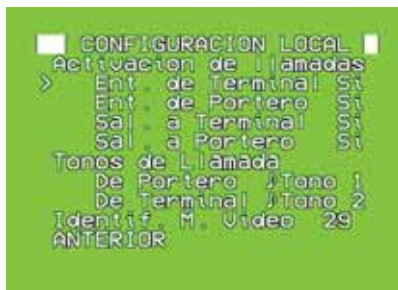 CONFIGURACION LOCAL
Activacion de llamadas
> Ent. de Terminal Si
Ent. de Portero Si
Sal. a Terminal Si
Sal. a Portero Si
Tonos de Llamada
De Portero ♪Tono 1
De Terminal ♪Tono 2
Identif. M. Video 29
ANTERIOR